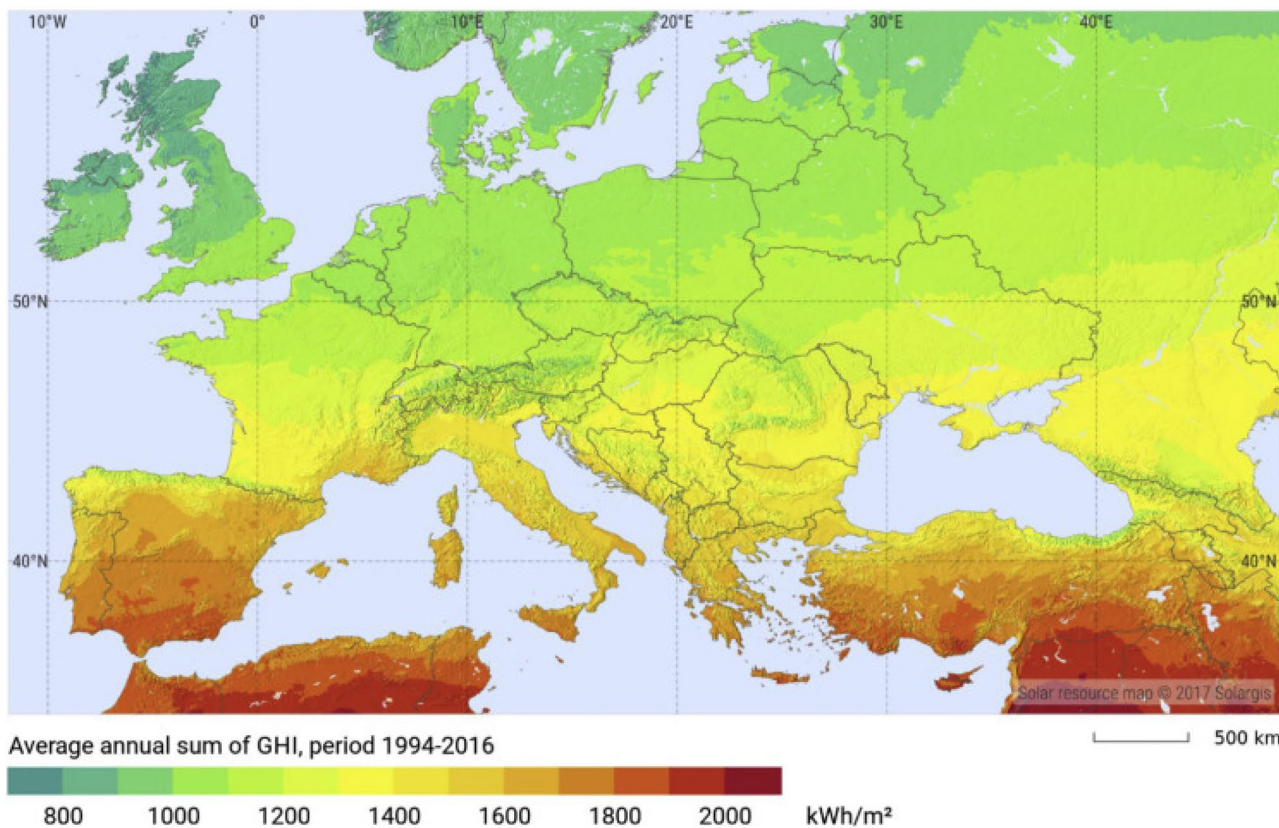 10°W 0° 10°E 20°E 30°E 40°E
50°N 50°N
40°N 40°N
Solar resource map © 2017 Solargis
Average annual sum of GHI, period 1994-2016
500 km
800 1000 1200 1400 1600 1800 2000 kWh/m²